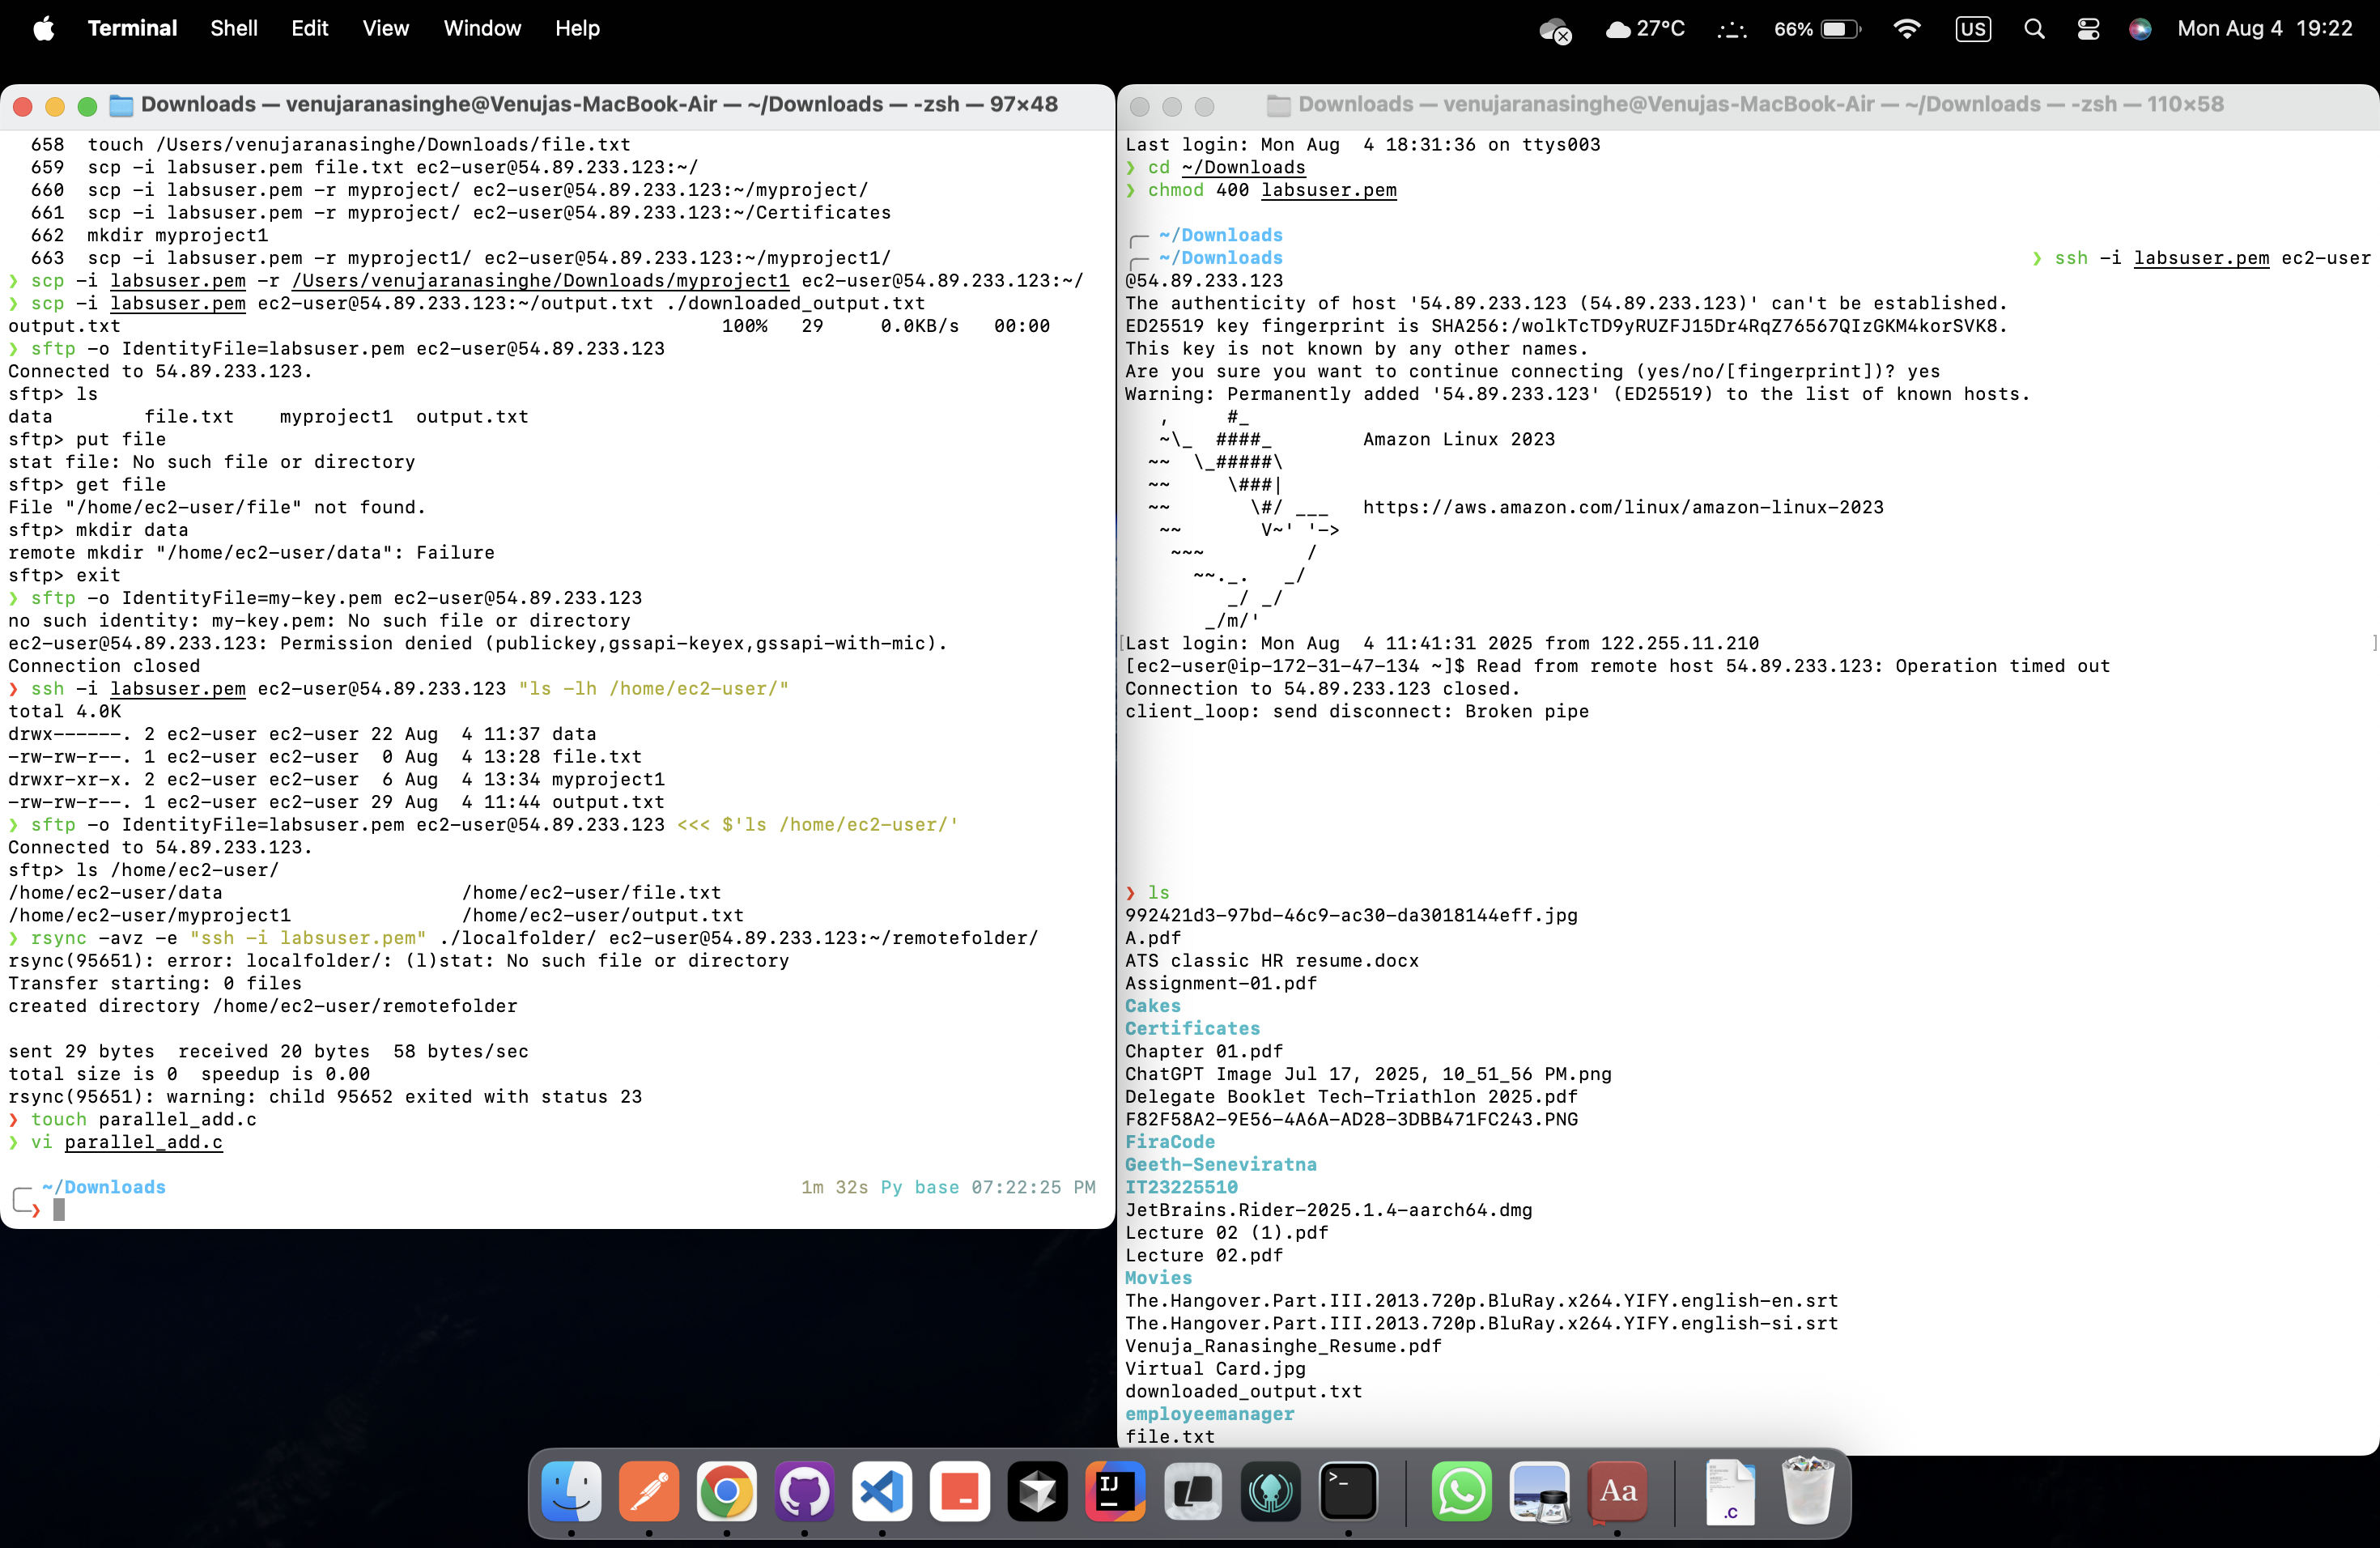 Terminal Shell Edit View Window Help 27°C 66% US Mon Aug 4 19:22
Downloads — venujaranasinghe@Venujas-MacBook-Air — ~/Downloads — -zsh — 97×48
658 touch /Users/venujaranasinghe/Downloads/file.txt
659 scp -i labsuser.pem file.txt ec2-user@54.89.233.123:~/
660 scp -i labsuser.pem -r myproject/ ec2-user@54.89.233.123:~/myproject/
661 scp -i labsuser.pem -r myproject/ ec2-user@54.89.233.123:~/Certificates
662 mkdir myproject1
663 scp -i labsuser.pem -r myproject1/ ec2-user@54.89.233.123:~/myproject1/
❯ scp -i labsuser.pem -r /Users/venujaranasinghe/Downloads/myproject1 ec2-user@54.89.233.123:~/
❯ scp -i labsuser.pem ec2-user@54.89.233.123:~/output.txt ./downloaded_output.txt
output.txt 100% 29 0.0KB/s 00:00
❯ sftp -o IdentityFile=labsuser.pem ec2-user@54.89.233.123
Connected to 54.89.233.123.
sftp> ls
data file.txt myproject1 output.txt
sftp> put file
stat file: No such file or directory
sftp> get file
File "/home/ec2-user/file" not found.
sftp> mkdir data
remote mkdir "/home/ec2-user/data": Failure
sftp> exit
❯ sftp -o IdentityFile=my-key.pem ec2-user@54.89.233.123
no such identity: my-key.pem: No such file or directory
ec2-user@54.89.233.123: Permission denied (publickey,gssapi-keyex,gssapi-with-mic).
Connection closed
❯ ssh -i labsuser.pem ec2-user@54.89.233.123 "ls -lh /home/ec2-user/"
total 4.0K
drwx------. 2 ec2-user ec2-user 22 Aug  4 11:37 data
-rw-rw-r--. 1 ec2-user ec2-user  0 Aug  4 13:28 file.txt
drwxr-xr-x. 2 ec2-user ec2-user  6 Aug  4 13:34 myproject1
-rw-rw-r--. 1 ec2-user ec2-user 29 Aug  4 11:44 output.txt
❯ sftp -o IdentityFile=labsuser.pem ec2-user@54.89.233.123 <<< $'ls /home/ec2-user/'
Connected to 54.89.233.123.
sftp> ls /home/ec2-user/
/home/ec2-user/data /home/ec2-user/file.txt
/home/ec2-user/myproject1 /home/ec2-user/output.txt
❯ rsync -avz -e "ssh -i labsuser.pem" ./localfolder/ ec2-user@54.89.233.123:~/remotefolder/
rsync(95651): error: localfolder/: (l)stat: No such file or directory
Transfer starting: 0 files
created directory /home/ec2-user/remotefolder
sent 29 bytes  received 20 bytes  58 bytes/sec
total size is 0  speedup is 0.00
rsync(95651): warning: child 95652 exited with status 23
❯ touch parallel_add.c
❯ vi parallel_add.c
~/Downloads 1m 32s Py base 07:22:25 PM
❯
Downloads — venujaranasinghe@Venujas-MacBook-Air — ~/Downloads — -zsh — 110×58
Last login: Mon Aug  4 18:31:36 on ttys003
❯ cd ~/Downloads
❯ chmod 400 labsuser.pem
~/Downloads
~/Downloads ❯ ssh -i labsuser.pem ec2-user
@54.89.233.123
The authenticity of host '54.89.233.123 (54.89.233.123)' can't be established.
ED25519 key fingerprint is SHA256:/wolkTcTD9yRUZFJ15Dr4RqZ76567QIzGKM4korSVK8.
This key is not known by any other names.
Are you sure you want to continue connecting (yes/no/[fingerprint])? yes
Warning: Permanently added '54.89.233.123' (ED25519) to the list of known hosts.
   ,     #_
   ~\_  ####_        Amazon Linux 2023
  ~~  \_#####\
  ~~     \###|
  ~~       \#/ ___   https://aws.amazon.com/linux/amazon-linux-2023
   ~~       V~' '->
    ~~~         /
      ~~._.   _/
         _/ _/
       _/m/'
[Last login: Mon Aug  4 11:41:31 2025 from 122.255.11.210 ]
[ec2-user@ip-172-31-47-134 ~]$ Read from remote host 54.89.233.123: Operation timed out
Connection to 54.89.233.123 closed.
client_loop: send disconnect: Broken pipe
❯ ls
992421d3-97bd-46c9-ac30-da3018144eff.jpg
A.pdf
ATS classic HR resume.docx
Assignment-01.pdf
Cakes
Certificates
Chapter 01.pdf
ChatGPT Image Jul 17, 2025, 10_51_56 PM.png
Delegate Booklet Tech-Triathlon 2025.pdf
F82F58A2-9E56-4A6A-AD28-3DBB471FC243.PNG
FiraCode
Geeth-Seneviratna
IT23225510
JetBrains.Rider-2025.1.4-aarch64.dmg
Lecture 02 (1).pdf
Lecture 02.pdf
Movies
The.Hangover.Part.III.2013.720p.BluRay.x264.YIFY.english-en.srt
The.Hangover.Part.III.2013.720p.BluRay.x264.YIFY.english-si.srt
Venuja_Ranasinghe_Resume.pdf
Virtual Card.jpg
downloaded_output.txt
employeemanager
file.txt
IJ
>_
Aa
.C